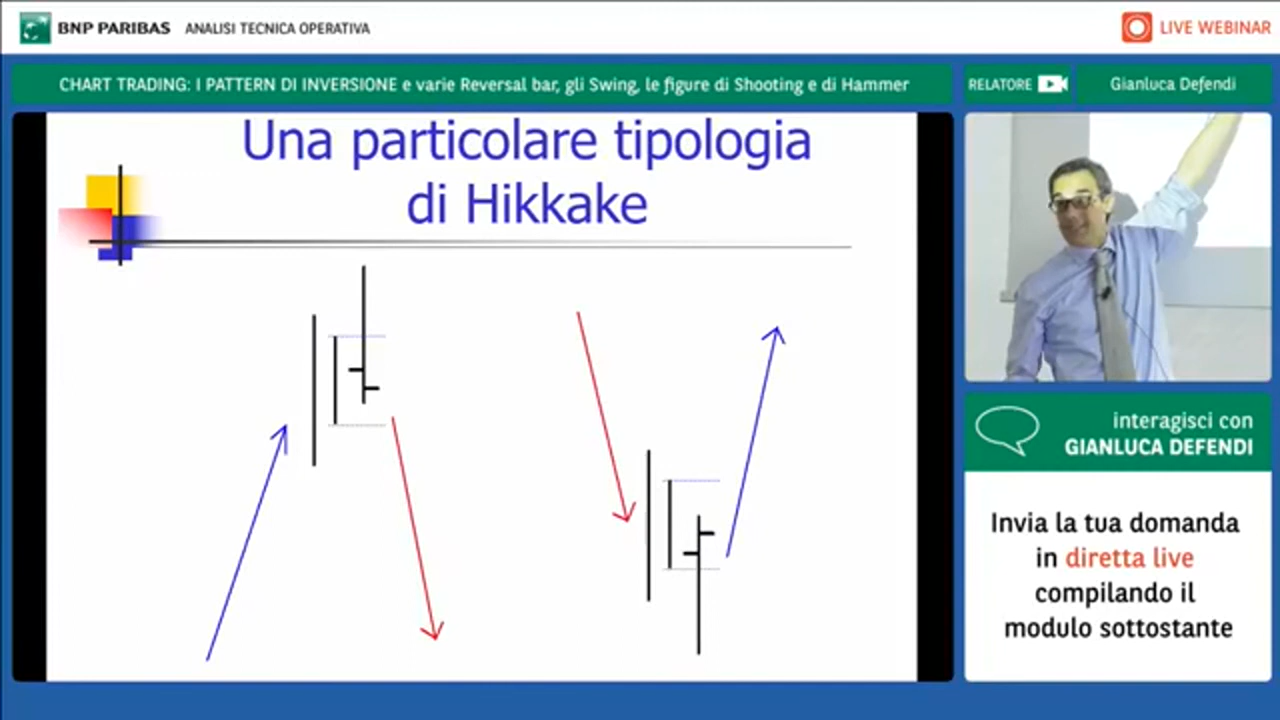 BNP PARIBAS ANALISI TECNICA OPERATIVA
LIVE WEBINAR
CHART TRADING: I PATTERN DI INVERSIONE e varie Reversal bar, gli Swing, le figure di Shooting e di Hammer
RELATORE
Gianluca Defendi
Una particolare tipologia
di Hikkake
interagisci con
GIANLUCA DEFENDI
Invia la tua domanda
in diretta live
compilando il
modulo sottostante